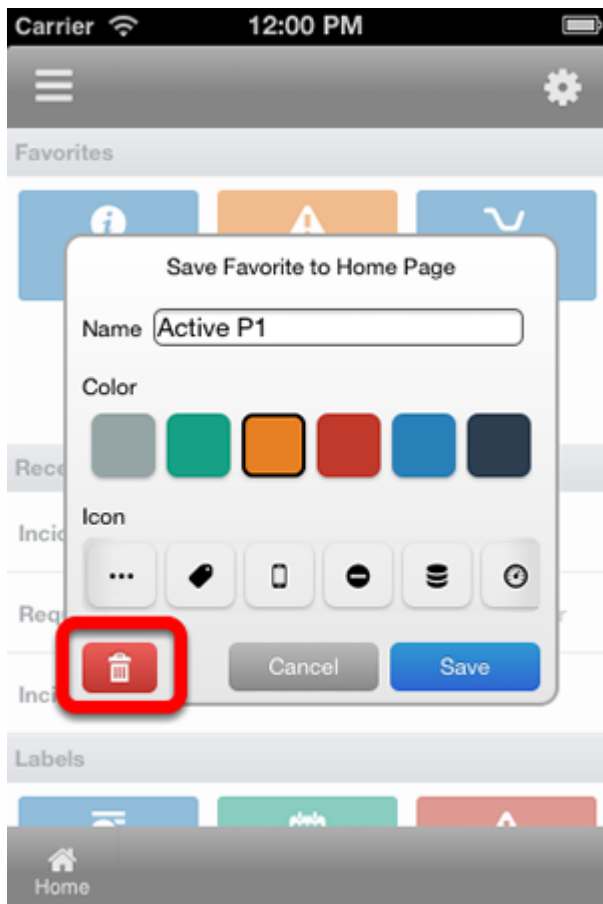 Carrier 12:00 PM
Favorites
Save Favorite to Home Page
Name Active P1
Color
Icon
Cancel Save
Labels
Home